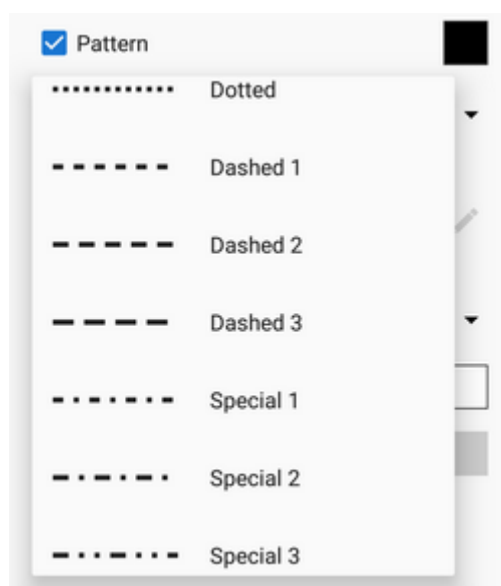 Pattern
Dotted
Dashed 1
Dashed 2
Dashed 3
Special 1
Special 2
Special 3